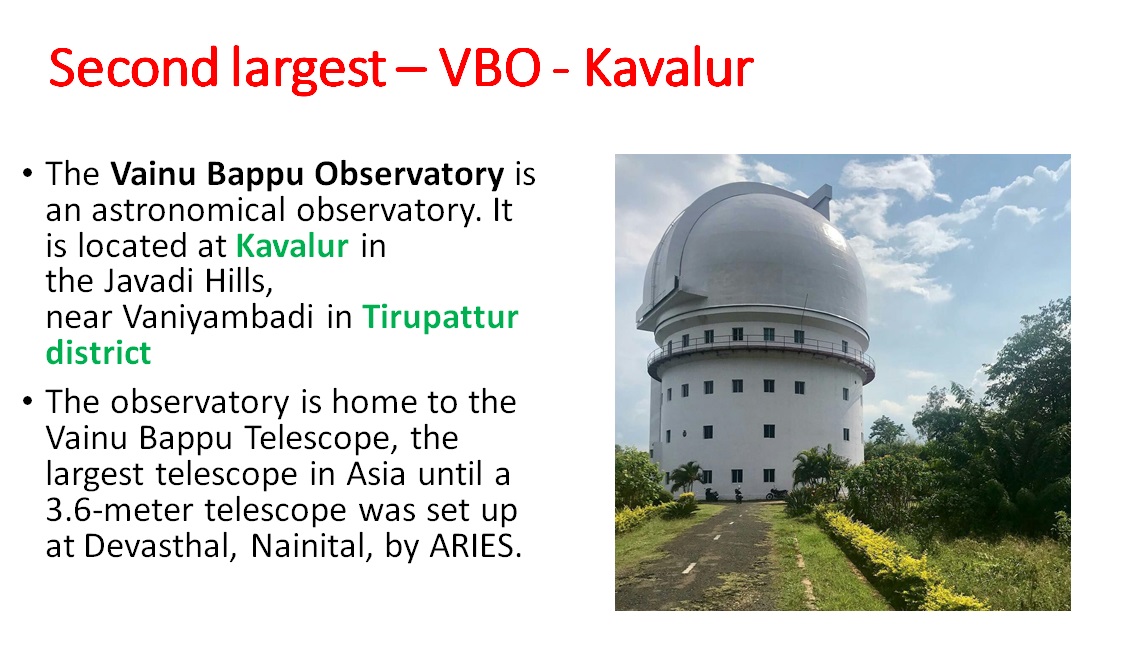 Second largest – VBO - Kavalur
• The Vainu Bappu Observatory is
an astronomical observatory. It
is located at Kavalur in
the Javadi Hills,
near Vaniyambadi in Tirupattur
district
• The observatory is home to the
Vainu Bappu Telescope, the
largest telescope in Asia until a
3.6-meter telescope was set up
at Devasthal, Nainital, by ARIES.